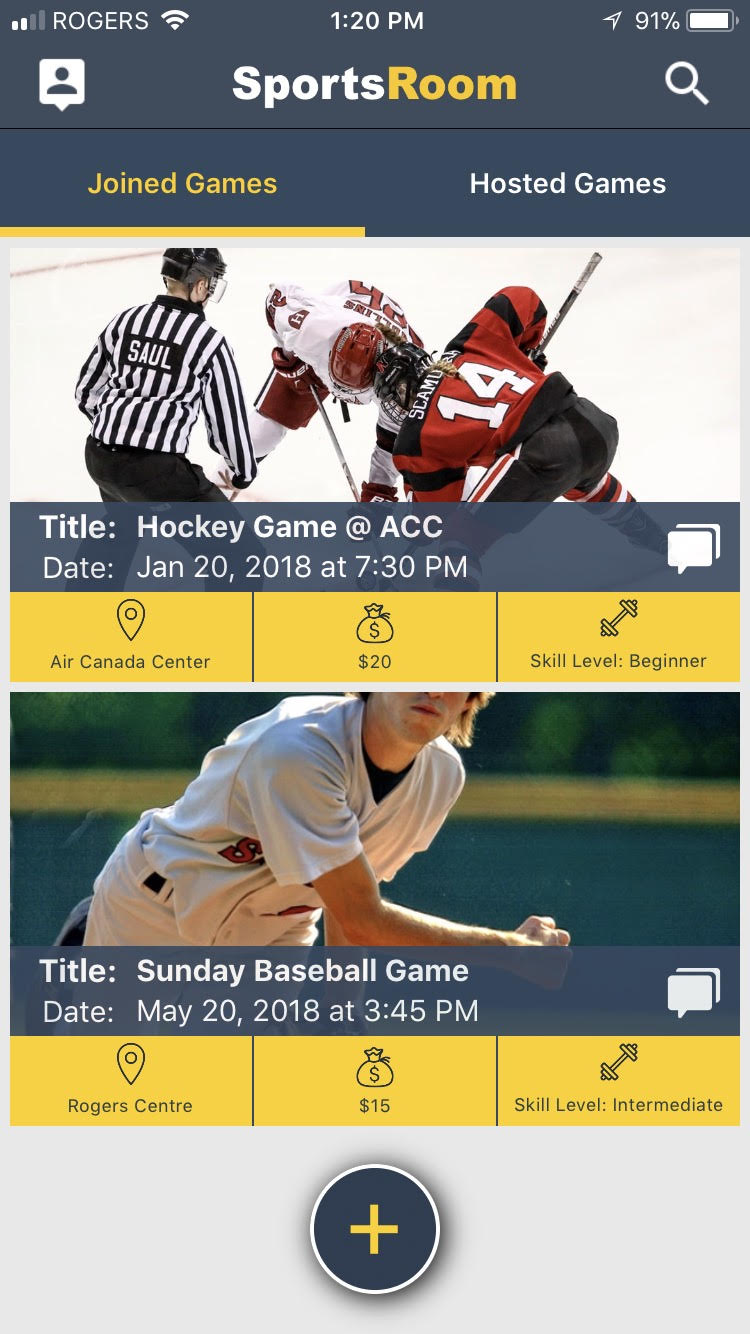 ROGERS 1:20 PM 91%
SportsRoom
Joined Games Hosted Games
SAUL
14
Title: Hockey Game @ ACC
Date: Jan 20, 2018 at 7:30 PM
Air Canada Center $20 Skill Level: Beginner
Title: Sunday Baseball Game
Date: May 20, 2018 at 3:45 PM
Rogers Centre $15 Skill Level: Intermediate